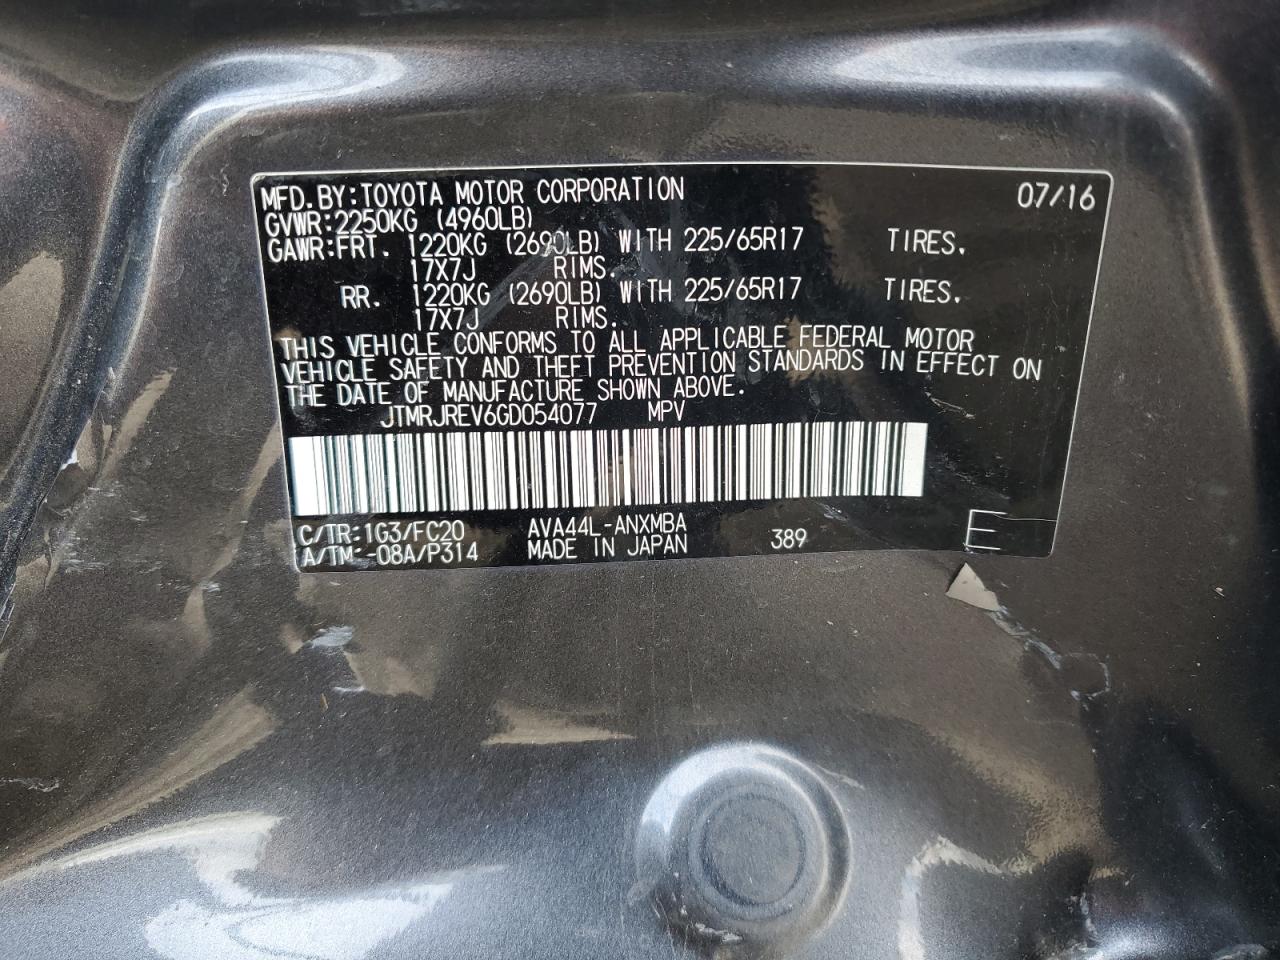 MFD.BY:TOYOTA MOTOR CORPORATION 07/16
GVWR:2250KG (4960LB)
GAWR:FRT. 1220KG (2690LB) WITH 225/65R17 TIRES.
17X7J RIMS.
RR. 1220KG (2690LB) WITH 225/65R17 TIRES.
17X7J RIMS.
THIS VEHICLE CONFORMS TO ALL APPLICABLE FEDERAL MOTOR
VEHICLE SAFETY AND THEFT PREVENTION STANDARDS IN EFFECT ON
THE DATE OF MANUFACTURE SHOWN ABOVE.
JTMRJREV6GD054077 MPV
C/TR:1G3/FC20 AVA44L-ANXMBA 389 E
A/TM:-08A/P314 MADE IN JAPAN